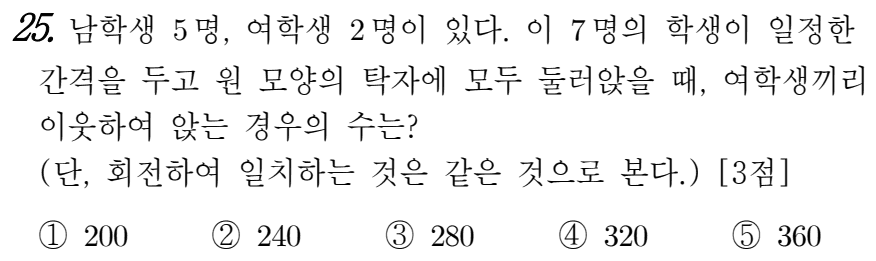 25. 남학생 5명, 여학생 2명이 있다. 이 7명의 학생이 일정한
간격을 두고 원 모양의 탁자에 모두 둘러앉을 때, 여학생끼리
이웃하여 앉는 경우의 수는?
(단, 회전하여 일치하는 것은 같은 것으로 본다.) [3점]
① 200 ② 240 ③ 280 ④ 320 ⑤ 360